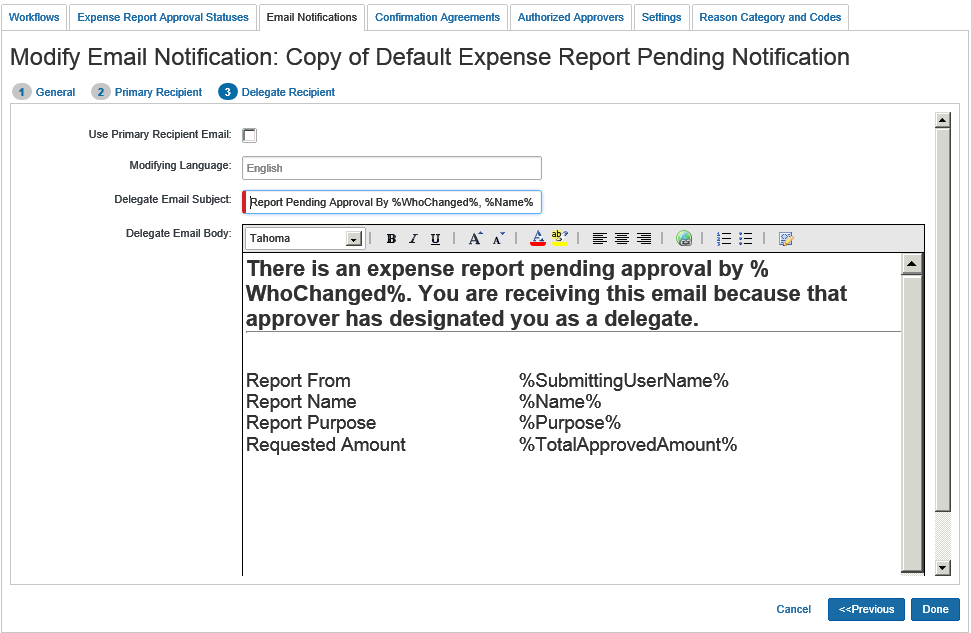 Workflows Expense Report Approval Statuses Email Notifications Confirmation Agreements Authorized Approvers Settings Reason Category and Codes
Modify Email Notification: Copy of Default Expense Report Pending Notification
1 General 2 Primary Recipient 3 Delegate Recipient
Use Primary Recipient Email:
Modifying Language: English
Delegate Email Subject: Report Pending Approval By %WhoChanged%, %Name%
Delegate Email Body: Tahoma B I U A A A ab
There is an expense report pending approval by %
WhoChanged%. You are receiving this email because that
approver has designated you as a delegate.
Report From %SubmittingUserName%
Report Name %Name%
Report Purpose %Purpose%
Requested Amount %TotalApprovedAmount%
Cancel <<Previous Done